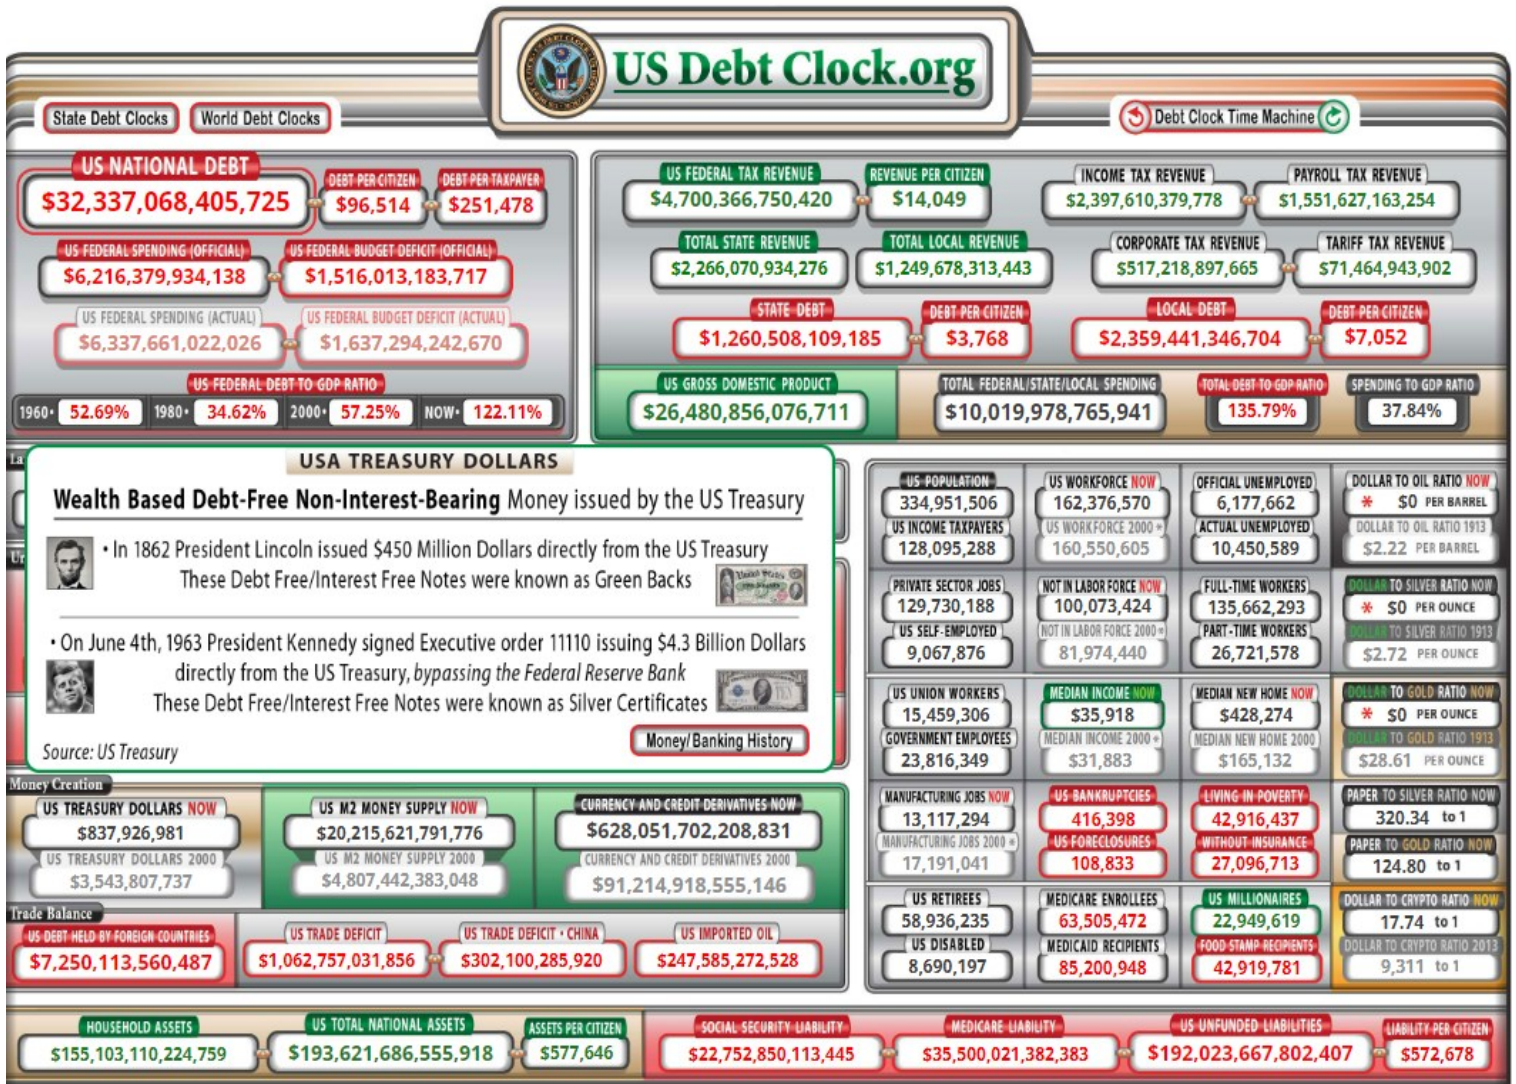 US Debt Clock.org
State Debt Clocks
World Debt Clocks
Debt Clock Time Machine
US NATIONAL DEBT
$32,337,068,405,725
DEBT PER CITIZEN
$96,514
DEBT PER TAXPAYER
$251,478
US FEDERAL SPENDING (OFFICIAL)
$6,216,379,934,138
US FEDERAL BUDGET DEFICIT (OFFICIAL)
$1,516,013,183,717
US FEDERAL SPENDING (ACTUAL)
$6,337,661,022,026
US FEDERAL BUDGET DEFICIT (ACTUAL)
$1,637,294,242,670
US FEDERAL DEBT TO GDP RATIO
1960• 52.69% 1980• 34.62% 2000• 57.25% NOW• 122.11%
US FEDERAL TAX REVENUE
$4,700,366,750,420
REVENUE PER CITIZEN
$14,049
INCOME TAX REVENUE
$2,397,610,379,778
PAYROLL TAX REVENUE
$1,551,627,163,254
TOTAL STATE REVENUE
$2,266,070,934,276
TOTAL LOCAL REVENUE
$1,249,678,313,443
CORPORATE TAX REVENUE
$517,218,897,665
TARIFF TAX REVENUE
$71,464,943,902
STATE DEBT
$1,260,508,109,185
DEBT PER CITIZEN
$3,768
LOCAL DEBT
$2,359,441,346,704
DEBT PER CITIZEN
$7,052
US GROSS DOMESTIC PRODUCT
$26,480,856,076,711
TOTAL FEDERAL/STATE/LOCAL SPENDING
$10,019,978,765,941
TOTAL DEBT TO GDP RATIO
135.79%
SPENDING TO GDP RATIO
37.84%
USA TREASURY DOLLARS
Wealth Based Debt-Free Non-Interest-Bearing Money issued by the US Treasury
• In 1862 President Lincoln issued $450 Million Dollars directly from the US Treasury
These Debt Free/Interest Free Notes were known as Green Backs
• On June 4th, 1963 President Kennedy signed Executive order 11110 issuing $4.3 Billion Dollars
directly from the US Treasury, bypassing the Federal Reserve Bank
These Debt Free/Interest Free Notes were known as Silver Certificates
Source: US Treasury
Money/Banking History
US POPULATION
334,951,506
US INCOME TAXPAYERS
128,095,288
US WORKFORCE NOW
162,376,570
US WORKFORCE 2000 *
160,550,605
OFFICIAL UNEMPLOYED
6,177,662
ACTUAL UNEMPLOYED
10,450,589
DOLLAR TO OIL RATIO NOW
* $0 PER BARREL
DOLLAR TO OIL RATIO 1913
$2.22 PER BARREL
PRIVATE SECTOR JOBS
129,730,188
US SELF-EMPLOYED
9,067,876
NOT IN LABOR FORCE NOW
100,073,424
NOT IN LABOR FORCE 2000 *
81,974,440
FULL-TIME WORKERS
135,662,293
PART-TIME WORKERS
26,721,578
DOLLAR TO SILVER RATIO NOW
* $0 PER OUNCE
DOLLAR TO SILVER RATIO 1913
$2.72 PER OUNCE
US UNION WORKERS
15,459,306
GOVERNMENT EMPLOYEES
23,816,349
MEDIAN INCOME NOW
$35,918
MEDIAN INCOME 2000 *
$31,883
MEDIAN NEW HOME NOW
$428,274
MEDIAN NEW HOME 2000
$165,132
DOLLAR TO GOLD RATIO NOW
* $0 PER OUNCE
DOLLAR TO GOLD RATIO 1913
$28.61 PER OUNCE
MANUFACTURING JOBS NOW
13,117,294
MANUFACTURING JOBS 2000 *
17,191,041
US BANKRUPTCIES
416,398
US FORECLOSURES
108,833
LIVING IN POVERTY
42,916,437
WITHOUT INSURANCE
27,096,713
PAPER TO SILVER RATIO NOW
320.34 to 1
PAPER TO GOLD RATIO NOW
124.80 to 1
US RETIREES
58,936,235
US DISABLED
8,690,197
MEDICARE ENROLLEES
63,505,472
MEDICAID RECIPIENTS
85,200,948
US MILLIONAIRES
22,949,619
FOOD STAMP RECIPIENTS
42,919,781
DOLLAR TO CRYPTO RATIO NOW
17.74 to 1
DOLLAR TO CRYPTO RATIO 2013
9,311 to 1
Money Creation
US TREASURY DOLLARS NOW
$837,926,981
US TREASURY DOLLARS 2000
$3,543,807,737
US M2 MONEY SUPPLY NOW
$20,215,621,791,776
US M2 MONEY SUPPLY 2000
$4,807,442,383,048
CURRENCY AND CREDIT DERIVATIVES NOW
$628,051,702,208,831
CURRENCY AND CREDIT DERIVATIVES 2000
$91,214,918,555,146
Trade Balance
US DEBT HELD BY FOREIGN COUNTRIES
$7,250,113,560,487
US TRADE DEFICIT
$1,062,757,031,856
US TRADE DEFICIT • CHINA
$302,100,285,920
US IMPORTED OIL
$247,585,272,528
HOUSEHOLD ASSETS
$155,103,110,224,759
US TOTAL NATIONAL ASSETS
$193,621,686,555,918
ASSETS PER CITIZEN
$577,646
SOCIAL SECURITY LIABILITY
$22,752,850,113,445
MEDICARE LIABILITY
$35,500,021,382,383
US UNFUNDED LIABILITIES
$192,023,667,802,407
LIABILITY PER CITIZEN
$572,678